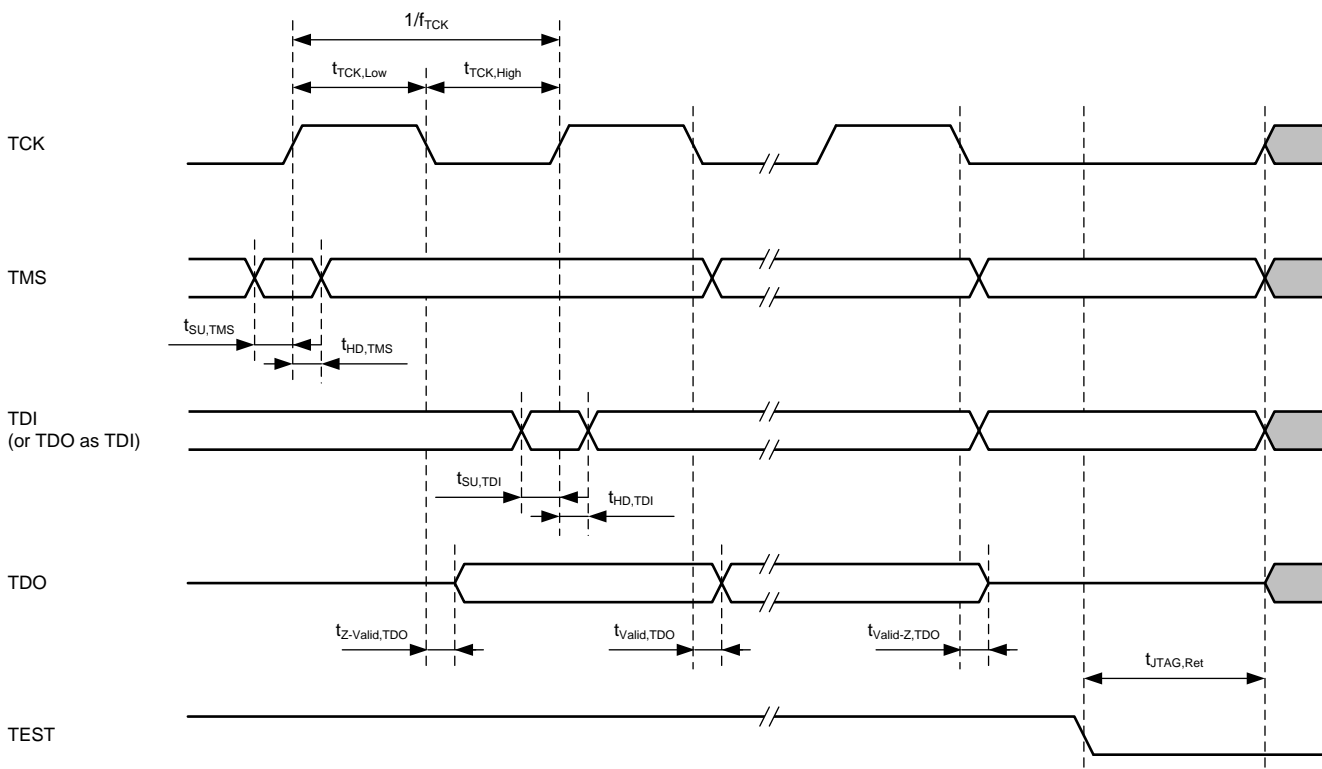 1/fTCK
tTCK,Low
tTCK,High
TCK
TMS
tSU,TMS
tHD,TMS
TDI
(or TDO as TDI)
tSU,TDI
tHD,TDI
TDO
tZ-Valid,TDO
tValid,TDO
tValid-Z,TDO
tJTAG,Ret
TEST